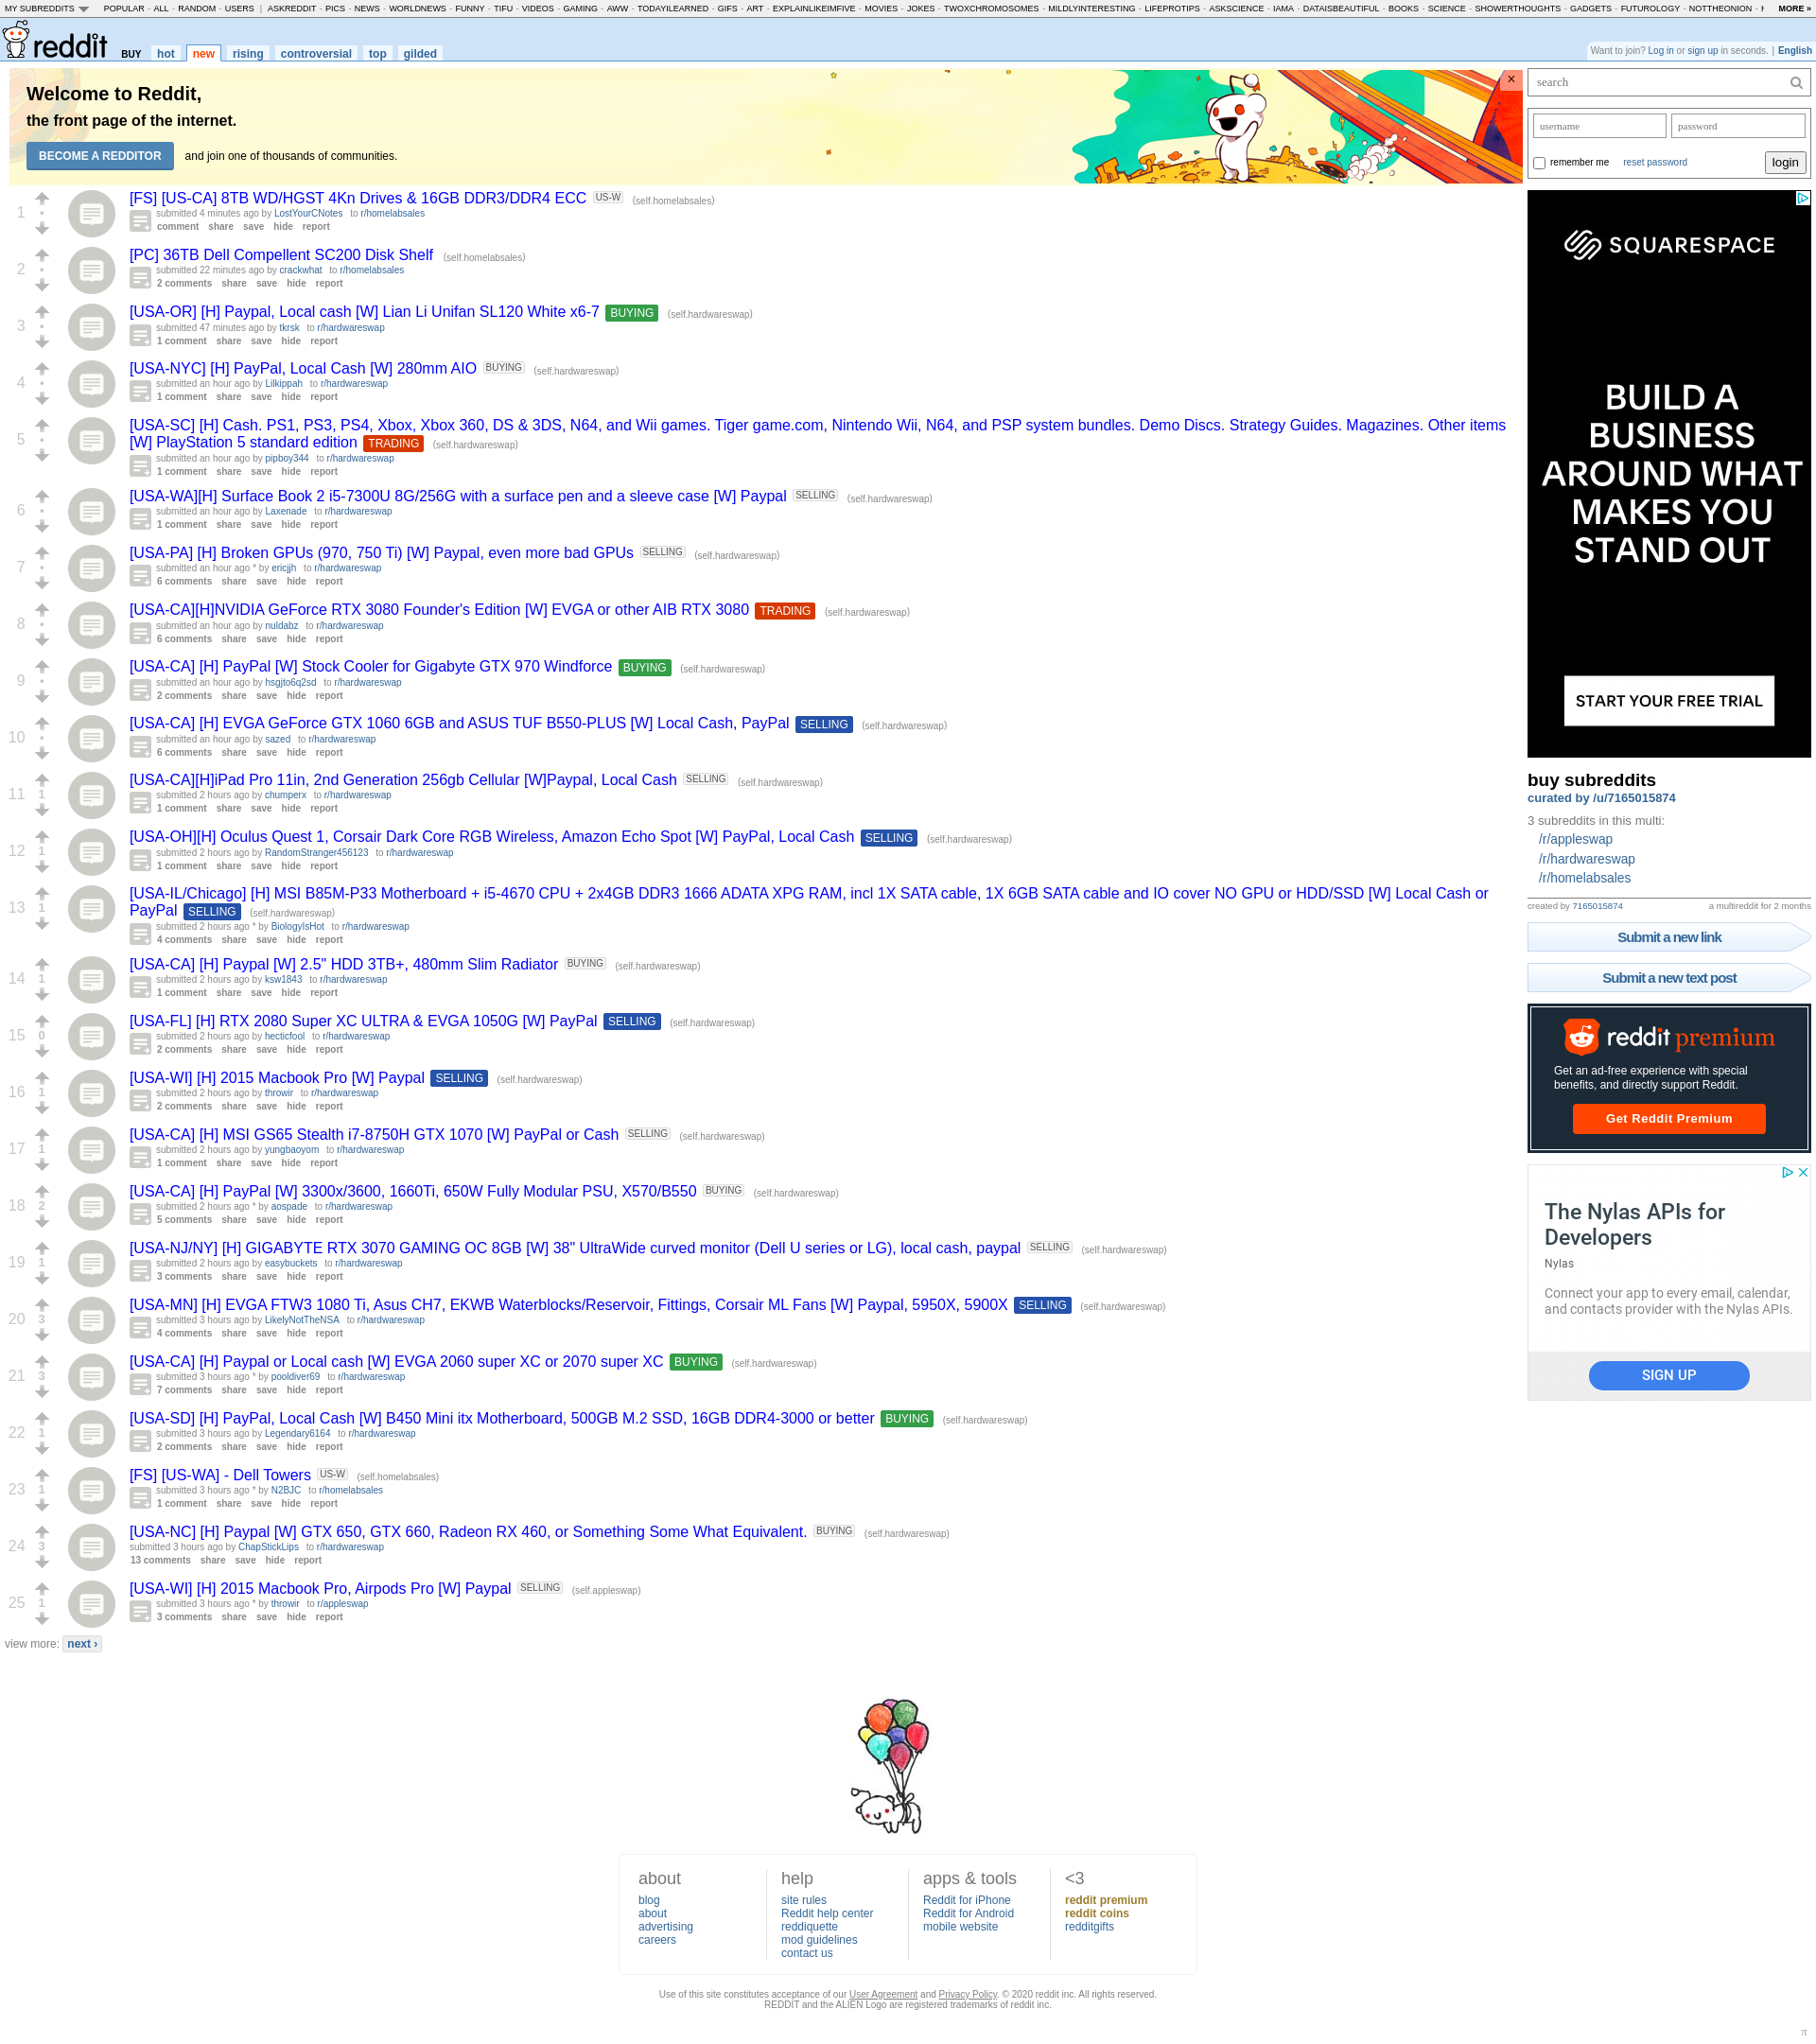 MY SUBREDDITS POPULAR - ALL - RANDOM - USERS | ASKREDDIT - PICS - NEWS - WORLDNEWS - FUNNY - TIFU - VIDEOS - GAMING - AWW - TODAYILEARNED - GIFS - ART - EXPLAINLIKEIMFIVE - MOVIES - JOKES - TWOXCHROMOSOMES - MILDLYINTERESTING - LIFEPROTIPS - ASKSCIENCE - IAMA - DATAISBEAUTIFUL - BOOKS - SCIENCE - SHOWERTHOUGHTS - GADGETS - FUTUROLOGY - NOTTHEONION - MORE »
reddit BUY hot new rising controversial top gilded
Want to join? Log in or sign up in seconds. | English
Welcome to Reddit,
the front page of the internet.
BECOME A REDDITOR and join one of thousands of communities.
×
1
[FS] [US-CA] 8TB WD/HGST 4Kn Drives & 16GB DDR3/DDR4 ECC US-W (self.homelabsales)
submitted 4 minutes ago by LostYourCNotes to r/homelabsales
comment share save hide report
2
[PC] 36TB Dell Compellent SC200 Disk Shelf (self.homelabsales)
submitted 22 minutes ago by crackwhat to r/homelabsales
2 comments share save hide report
3
[USA-OR] [H] Paypal, Local cash [W] Lian Li Unifan SL120 White x6-7 BUYING (self.hardwareswap)
submitted 47 minutes ago by tkrsk to r/hardwareswap
1 comment share save hide report
4
[USA-NYC] [H] PayPal, Local Cash [W] 280mm AIO BUYING (self.hardwareswap)
submitted an hour ago by Lilkippah to r/hardwareswap
1 comment share save hide report
5
[USA-SC] [H] Cash. PS1, PS3, PS4, Xbox, Xbox 360, DS & 3DS, N64, and Wii games. Tiger game.com, Nintendo Wii, N64, and PSP system bundles. Demo Discs. Strategy Guides. Magazines. Other items
[W] PlayStation 5 standard edition TRADING (self.hardwareswap)
submitted an hour ago by pipboy344 to r/hardwareswap
1 comment share save hide report
6
[USA-WA][H] Surface Book 2 i5-7300U 8G/256G with a surface pen and a sleeve case [W] Paypal SELLING (self.hardwareswap)
submitted an hour ago by Laxenade to r/hardwareswap
1 comment share save hide report
7
[USA-PA] [H] Broken GPUs (970, 750 Ti) [W] Paypal, even more bad GPUs SELLING (self.hardwareswap)
submitted an hour ago * by ericjjh to r/hardwareswap
6 comments share save hide report
8
[USA-CA][H]NVIDIA GeForce RTX 3080 Founder's Edition [W] EVGA or other AIB RTX 3080 TRADING (self.hardwareswap)
submitted an hour ago by nuldabz to r/hardwareswap
6 comments share save hide report
9
[USA-CA] [H] PayPal [W] Stock Cooler for Gigabyte GTX 970 Windforce BUYING (self.hardwareswap)
submitted an hour ago by hsgjto6q2sd to r/hardwareswap
2 comments share save hide report
10
[USA-CA] [H] EVGA GeForce GTX 1060 6GB and ASUS TUF B550-PLUS [W] Local Cash, PayPal SELLING (self.hardwareswap)
submitted an hour ago by sazed to r/hardwareswap
6 comments share save hide report
11 1
[USA-CA][H]iPad Pro 11in, 2nd Generation 256gb Cellular [W]Paypal, Local Cash SELLING (self.hardwareswap)
submitted 2 hours ago by chumperx to r/hardwareswap
1 comment share save hide report
12 1
[USA-OH][H] Oculus Quest 1, Corsair Dark Core RGB Wireless, Amazon Echo Spot [W] PayPal, Local Cash SELLING (self.hardwareswap)
submitted 2 hours ago by RandomStranger456123 to r/hardwareswap
1 comment share save hide report
13 1
[USA-IL/Chicago] [H] MSI B85M-P33 Motherboard + i5-4670 CPU + 2x4GB DDR3 1666 ADATA XPG RAM, incl 1X SATA cable, 1X 6GB SATA cable and IO cover NO GPU or HDD/SSD [W] Local Cash or
PayPal SELLING (self.hardwareswap)
submitted 2 hours ago * by BiologyIsHot to r/hardwareswap
4 comments share save hide report
14 1
[USA-CA] [H] Paypal [W] 2.5" HDD 3TB+, 480mm Slim Radiator BUYING (self.hardwareswap)
submitted 2 hours ago by ksw1843 to r/hardwareswap
1 comment share save hide report
15 0
[USA-FL] [H] RTX 2080 Super XC ULTRA & EVGA 1050G [W] PayPal SELLING (self.hardwareswap)
submitted 2 hours ago by hecticfool to r/hardwareswap
2 comments share save hide report
16 1
[USA-WI] [H] 2015 Macbook Pro [W] Paypal SELLING (self.hardwareswap)
submitted 2 hours ago by throwir to r/hardwareswap
2 comments share save hide report
17 1
[USA-CA] [H] MSI GS65 Stealth i7-8750H GTX 1070 [W] PayPal or Cash SELLING (self.hardwareswap)
submitted 2 hours ago by yungbaoyom to r/hardwareswap
1 comment share save hide report
18 2
[USA-CA] [H] PayPal [W] 3300x/3600, 1660Ti, 650W Fully Modular PSU, X570/B550 BUYING (self.hardwareswap)
submitted 2 hours ago * by aospade to r/hardwareswap
5 comments share save hide report
19 1
[USA-NJ/NY] [H] GIGABYTE RTX 3070 GAMING OC 8GB [W] 38" UltraWide curved monitor (Dell U series or LG), local cash, paypal SELLING (self.hardwareswap)
submitted 2 hours ago by easybuckets to r/hardwareswap
3 comments share save hide report
20 3
[USA-MN] [H] EVGA FTW3 1080 Ti, Asus CH7, EKWB Waterblocks/Reservoir, Fittings, Corsair ML Fans [W] Paypal, 5950X, 5900X SELLING (self.hardwareswap)
submitted 3 hours ago by LikelyNotTheNSA to r/hardwareswap
4 comments share save hide report
21 3
[USA-CA] [H] Paypal or Local cash [W] EVGA 2060 super XC or 2070 super XC BUYING (self.hardwareswap)
submitted 3 hours ago * by pooldiver69 to r/hardwareswap
7 comments share save hide report
22 1
[USA-SD] [H] PayPal, Local Cash [W] B450 Mini itx Motherboard, 500GB M.2 SSD, 16GB DDR4-3000 or better BUYING (self.hardwareswap)
submitted 3 hours ago by Legendary6164 to r/hardwareswap
2 comments share save hide report
23 1
[FS] [US-WA] - Dell Towers US-W (self.homelabsales)
submitted 3 hours ago * by N2BJC to r/homelabsales
1 comment share save hide report
24 3
[USA-NC] [H] Paypal [W] GTX 650, GTX 660, Radeon RX 460, or Something Some What Equivalent. BUYING (self.hardwareswap)
submitted 3 hours ago by ChapStickLips to r/hardwareswap
13 comments share save hide report
25 1
[USA-WI] [H] 2015 Macbook Pro, Airpods Pro [W] Paypal SELLING (self.appleswap)
submitted 3 hours ago * by throwir to r/appleswap
3 comments share save hide report
view more: next ›
search
username password
remember me reset password login
SQUARESPACE
BUILD A
BUSINESS
AROUND WHAT
MAKES YOU
STAND OUT
START YOUR FREE TRIAL
buy subreddits
curated by /u/7165015874
3 subreddits in this multi:
/r/appleswap
/r/hardwareswap
/r/homelabsales
created by 7165015874 a multireddit for 2 months
Submit a new link
Submit a new text post
reddit premium
Get an ad-free experience with special
benefits, and directly support Reddit.
Get Reddit Premium
The Nylas APIs for
Developers
Nylas
Connect your app to every email, calendar,
and contacts provider with the Nylas APIs.
SIGN UP
about
blog
about
advertising
careers
help
site rules
Reddit help center
reddiquette
mod guidelines
contact us
apps & tools
Reddit for iPhone
Reddit for Android
mobile website
<3
reddit premium
reddit coins
redditgifts
Use of this site constitutes acceptance of our User Agreement and Privacy Policy. © 2020 reddit inc. All rights reserved.
REDDIT and the ALIEN Logo are registered trademarks of reddit inc.
π